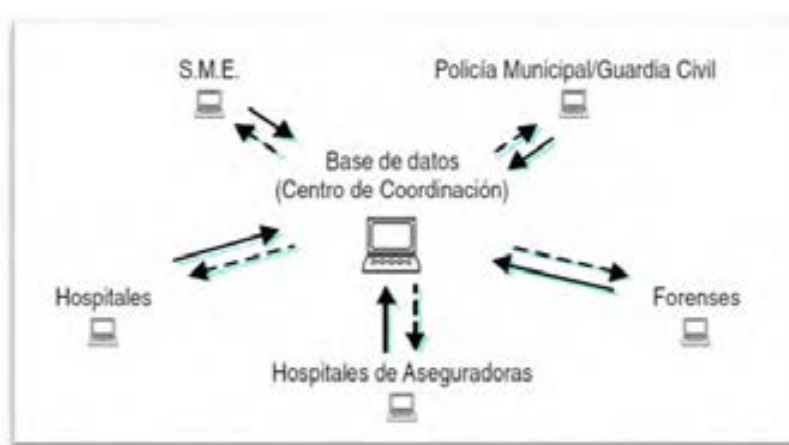 S.M.E.
Policía Municipal/Guardia Civil
Base de datos
(Centro de Coordinación)
Hospitales
Forenses
Hospitales de Aseguradoras